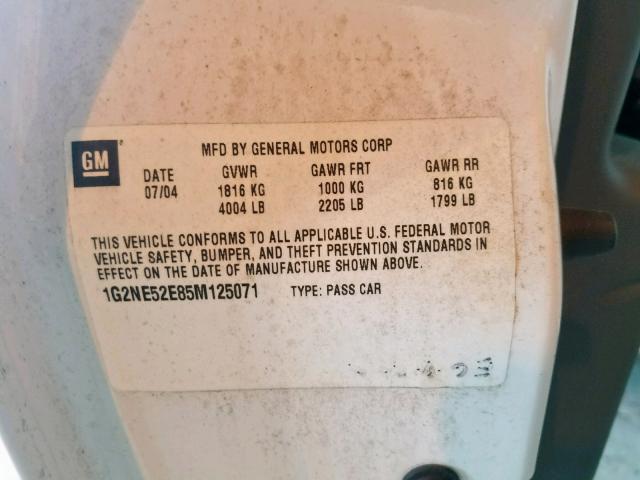 GM
MFD BY GENERAL MOTORS CORP
DATE GVWR GAWR FRT GAWR RR
07/04 1816 KG 1000 KG 816 KG
4004 LB 2205 LB 1799 LB
THIS VEHICLE CONFORMS TO ALL APPLICABLE U.S. FEDERAL MOTOR
VEHICLE SAFETY, BUMPER, AND THEFT PREVENTION STANDARDS IN
EFFECT ON THE DATE OF MANUFACTURE SHOWN ABOVE.
1G2NE52E85M125071 TYPE: PASS CAR